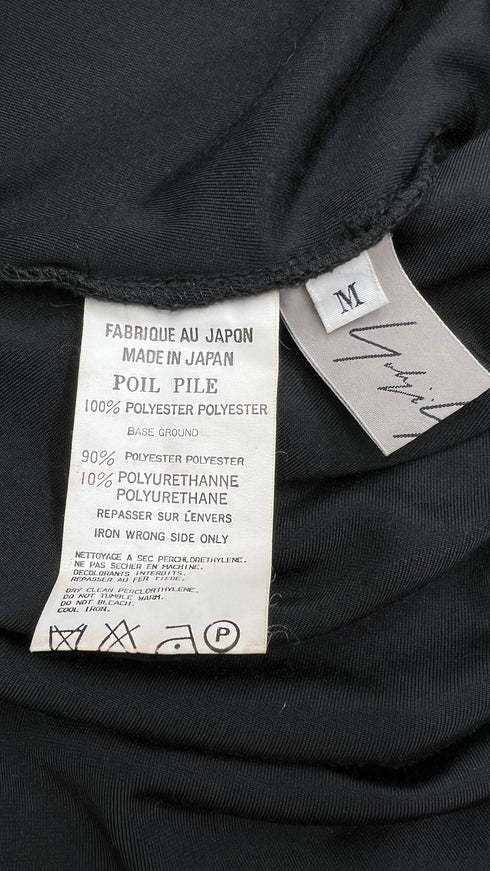 FABRIQUE AU JAPON
MADE IN JAPAN
POIL PILE
100% POLYESTER POLYESTER
BASE GROUND
90% POLYESTER POLYESTER
10% POLYURETHANNE
POLYURETHANE
REPASSER SUR LÉNVERS
IRON WRONG SIDE ONLY
NETTOYAGE A SEC PERCHLORETHYLENE.
NE PAS SECHER EN MACHINE.
DECOLORANTS INTERDITS.
REPASSER AU FER TIEDE.
DRY CLEAN PERCLORTHYLENE.
DO NOT TUMBLE WARM.
DO NOT BLEACH.
COOL IRON.
P
M